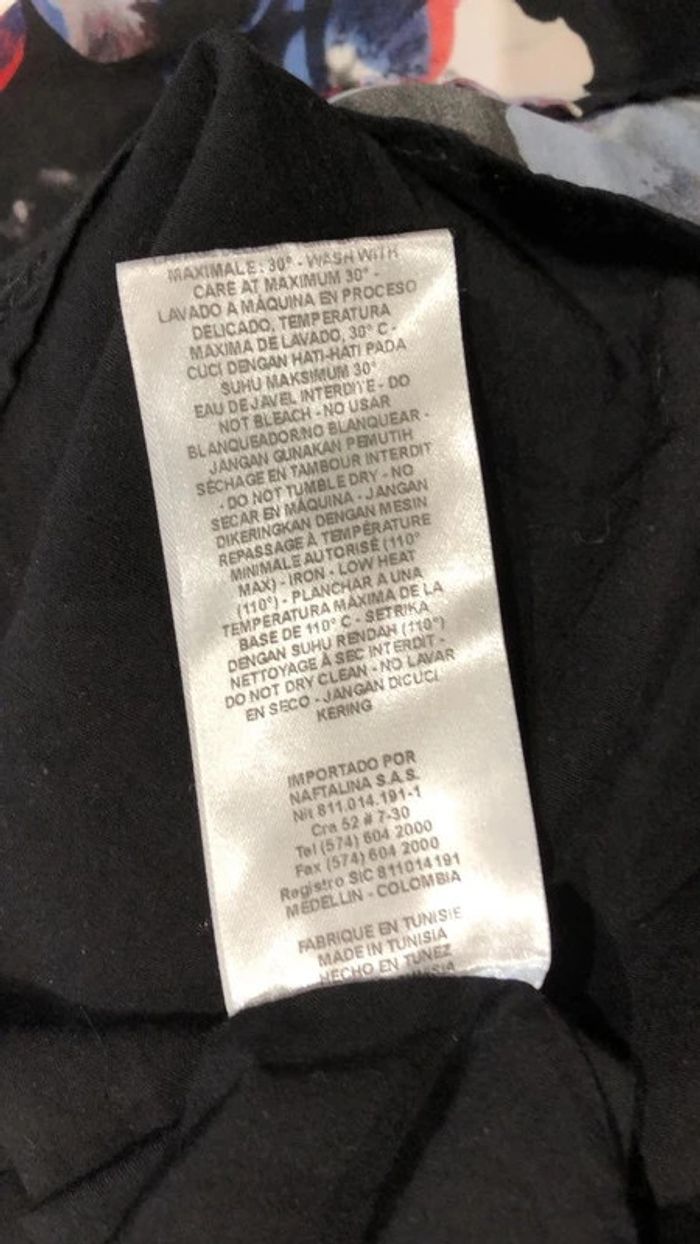 MAXIMALE : 30° - WASH WITH
CARE AT MAXIMUM 30° -
LAVADO A MÁQUINA EN PROCESO
DELICADO, TEMPERATURA
MAXIMA DE LAVADO, 30° C -
CUCI DENGAN HATI-HATI PADA
SUHU MAKSIMUM 30°
EAU DE JAVEL INTERDITE - DO
NOT BLEACH - NO USAR
BLANQUEADOR/NO BLANQUEAR -
JANGAN GUNAKAN PEMUTIH
SÉCHAGE EN TAMBOUR INTERDIT
- DO NOT TUMBLE DRY - NO
SECAR EN MÁQUINA - JANGAN
DIKERINGKAN DENGAN MESIN
REPASSAGE À TEMPÉRATURE
MINIMALE AUTORISÉ (110°
MAX) - IRON - LOW HEAT
(110°) - PLANCHAR A UNA
TEMPERATURA MÁXIMA DE LA
BASE DE 110° C - SETRIKA
DENGAN SUHU RENDAH (110°)
NETTOYAGE À SEC INTERDIT -
DO NOT DRY CLEAN - NO LAVAR
EN SECO - JANGAN DICUCI
KERING
IMPORTADO POR
NAFTALINA S.A.S.
Nit 811.014.191-1
Cra 52 # 7-30
Tel (574) 604 2000
Fax (574) 604 2000
Registro SIC 811014191
MEDELLIN - COLOMBIA
FABRIQUE EN TUNISIE
MADE IN TUNISIA
HECHO EN TUNEZ